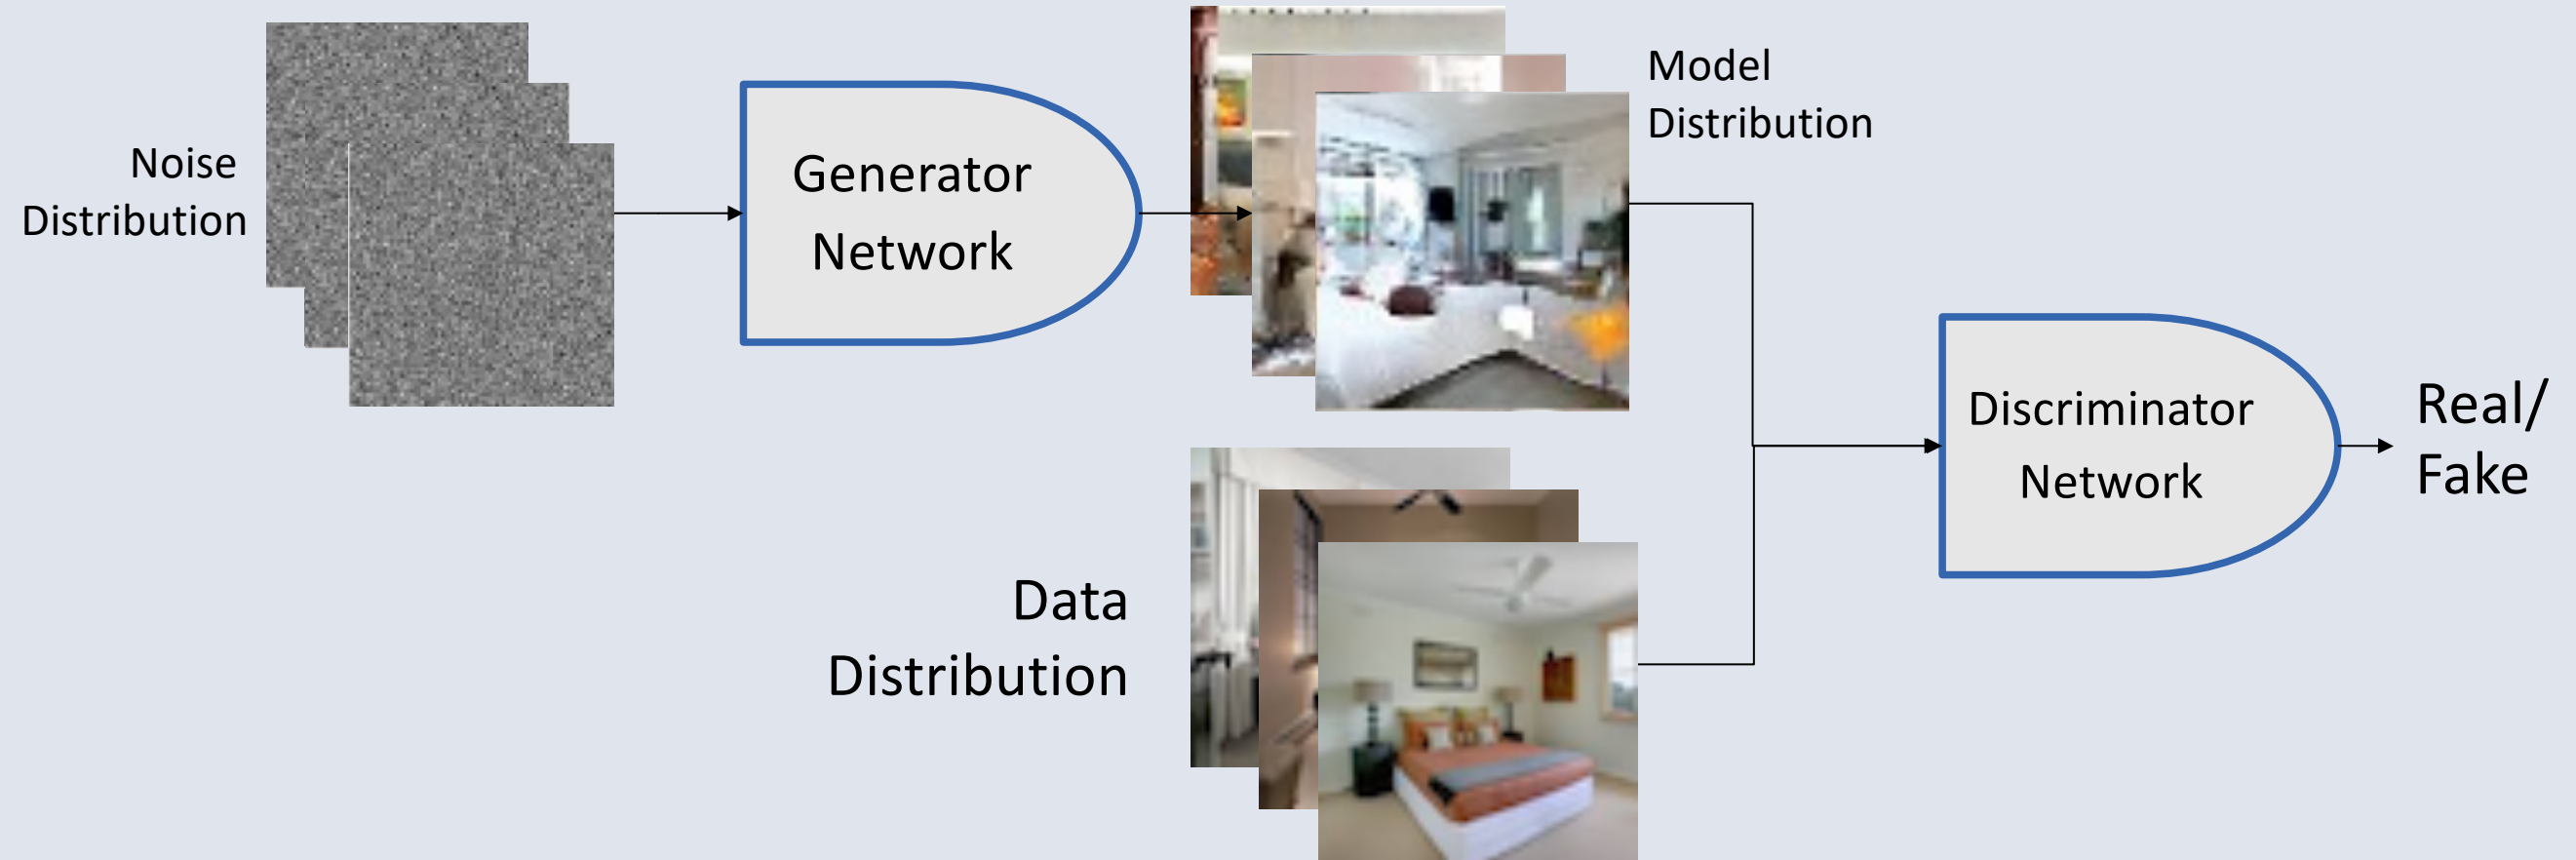 Noise
Distribution
Generator
Network
Model
Distribution
Data
Distribution
Discriminator
Network
Real/
Fake